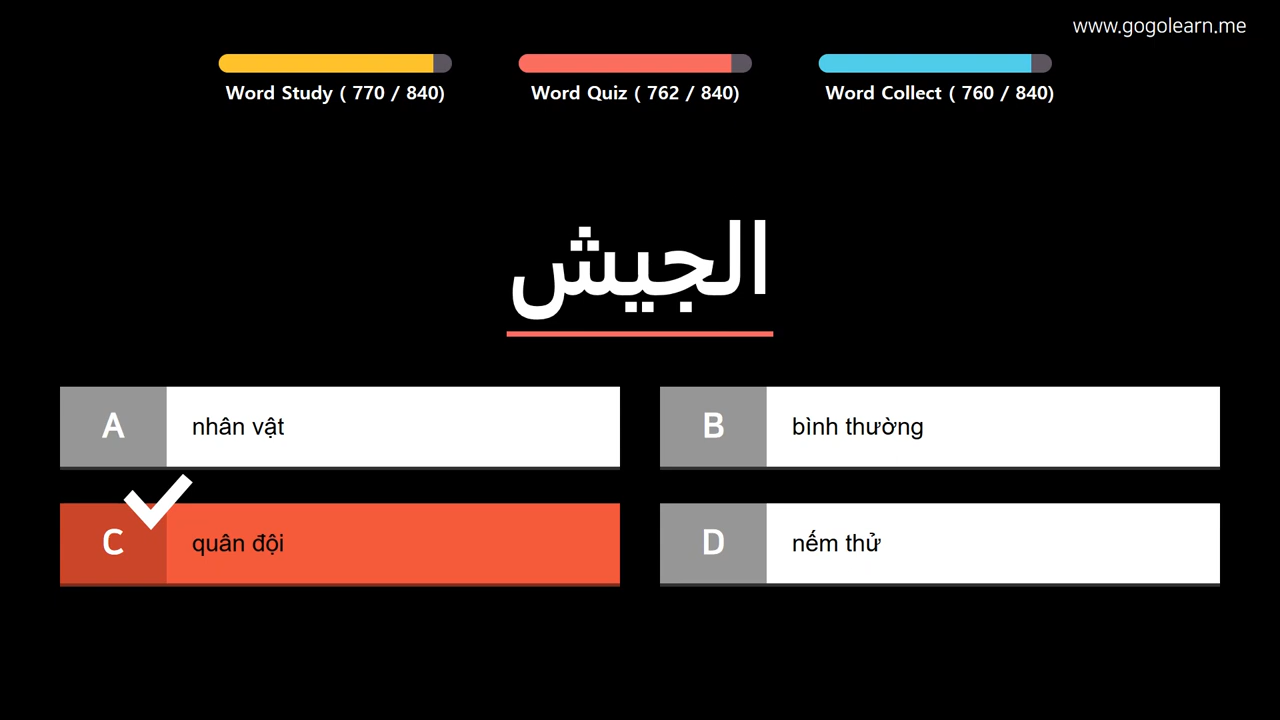 www.gogolearn.me
Word Study ( 770 / 840)
Word Quiz ( 762 / 840)
Word Collect ( 760 / 840)
الجيش
A nhân vật
B bình thường
C quân đội
D nếm thử